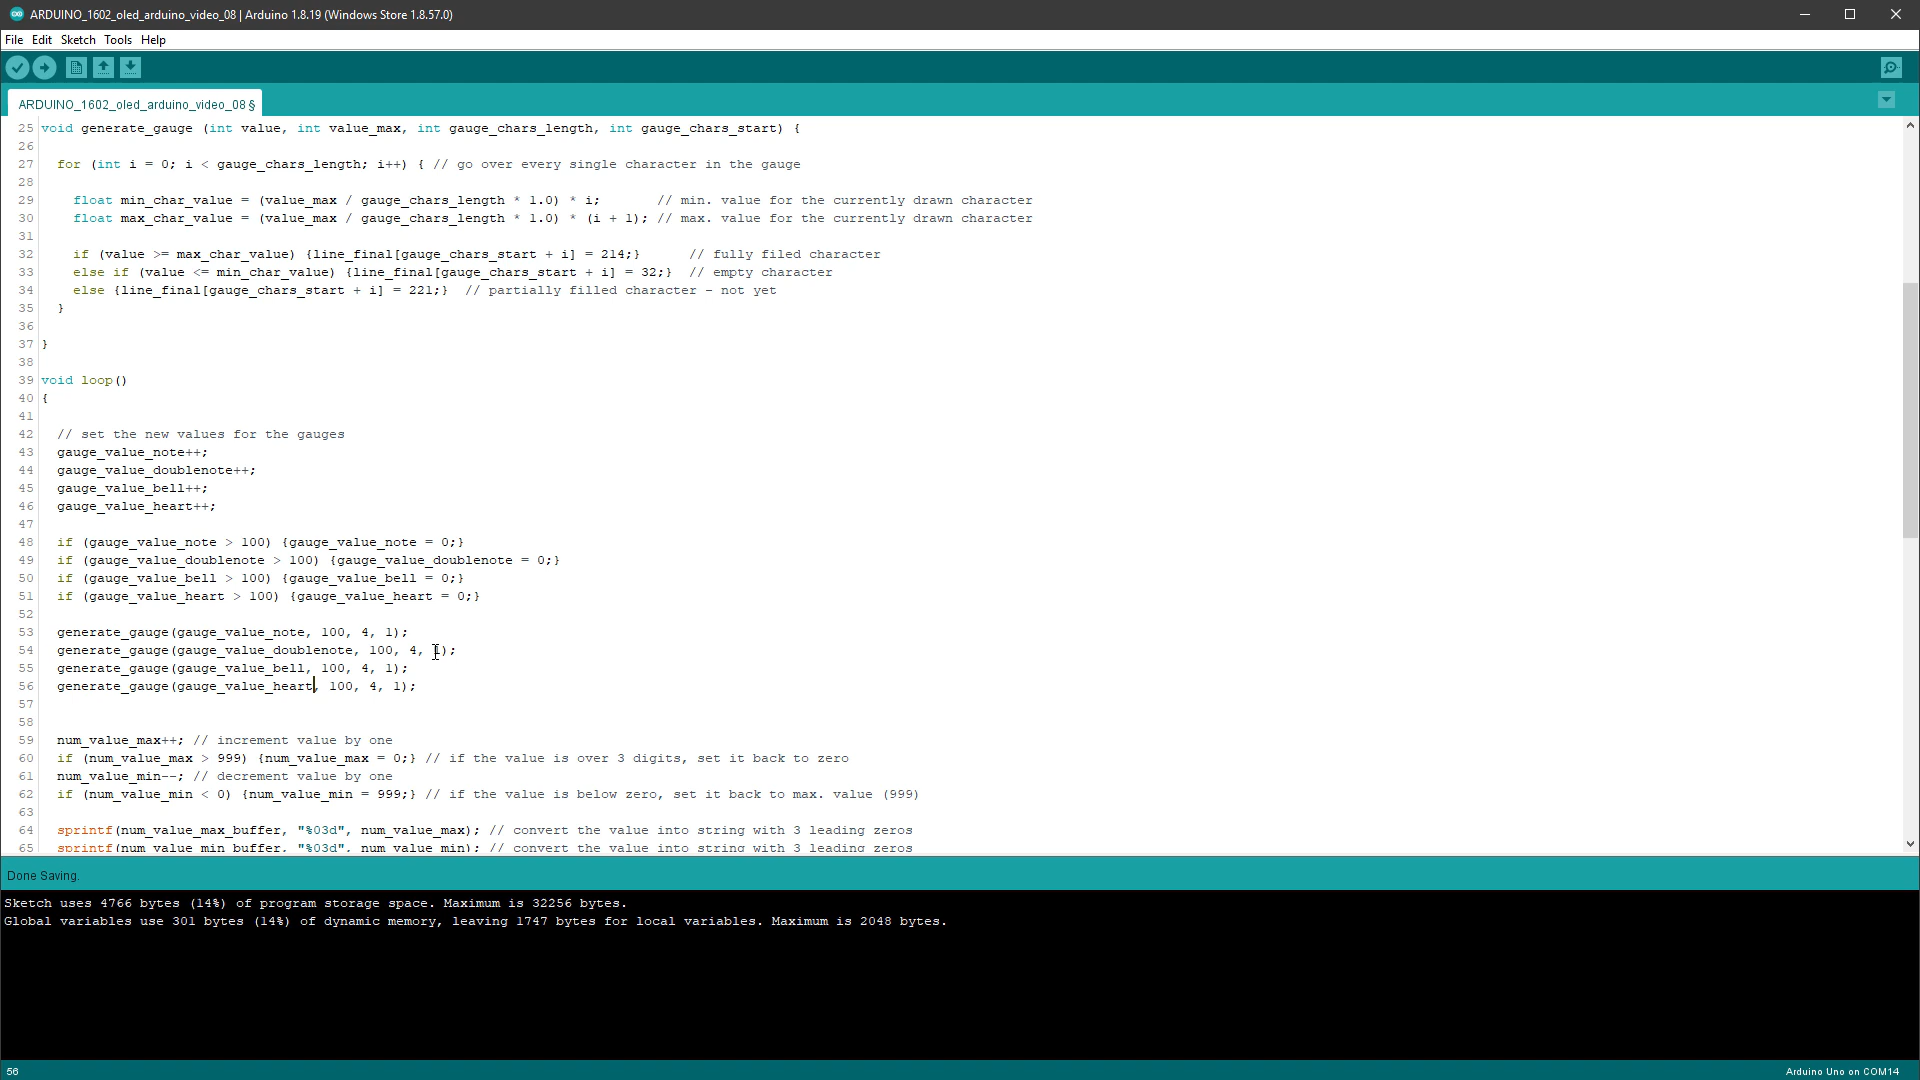 ARDUINO_1602_oled_arduino_video_08 | Arduino 1.8.19 (Windows Store 1.8.57.0)
File Edit Sketch Tools Help
ARDUINO_1602_oled_arduino_video_08 §
25 void generate_gauge (int value, int value_max, int gauge_chars_length, int gauge_chars_start) {
26
27 for (int i = 0; i < gauge_chars_length; i++) { // go over every single character in the gauge
28
29 float min_char_value = (value_max / gauge_chars_length * 1.0) * i; // min. value for the currently drawn character
30 float max_char_value = (value_max / gauge_chars_length * 1.0) * (i + 1); // max. value for the currently drawn character
31
32 if (value >= max_char_value) {line_final[gauge_chars_start + i] = 214;} // fully filed character
33 else if (value <= min_char_value) {line_final[gauge_chars_start + i] = 32;} // empty character
34 else {line_final[gauge_chars_start + i] = 221;} // partially filled character - not yet
35 }
36
37 }
38
39 void loop()
40 {
41
42 // set the new values for the gauges
43 gauge_value_note++;
44 gauge_value_doublenote++;
45 gauge_value_bell++;
46 gauge_value_heart++;
47
48 if (gauge_value_note > 100) {gauge_value_note = 0;}
49 if (gauge_value_doublenote > 100) {gauge_value_doublenote = 0;}
50 if (gauge_value_bell > 100) {gauge_value_bell = 0;}
51 if (gauge_value_heart > 100) {gauge_value_heart = 0;}
52
53 generate_gauge(gauge_value_note, 100, 4, 1);
54 generate_gauge(gauge_value_doublenote, 100, 4, 1);
55 generate_gauge(gauge_value_bell, 100, 4, 1);
56 generate_gauge(gauge_value_heart, 100, 4, 1);
57
58
59 num_value_max++; // increment value by one
60 if (num_value_max > 999) {num_value_max = 0;} // if the value is over 3 digits, set it back to zero
61 num_value_min--; // decrement value by one
62 if (num_value_min < 0) {num_value_min = 999;} // if the value is below zero, set it back to max. value (999)
63
64 sprintf(num_value_max_buffer, "%03d", num_value_max); // convert the value into string with 3 leading zeros
65 sprintf(num_value_min_buffer, "%03d", num_value_min); // convert the value into string with 3 leading zeros
Done Saving.
Sketch uses 4766 bytes (14%) of program storage space. Maximum is 32256 bytes.
Global variables use 301 bytes (14%) of dynamic memory, leaving 1747 bytes for local variables. Maximum is 2048 bytes.
56 Arduino Uno on COM14